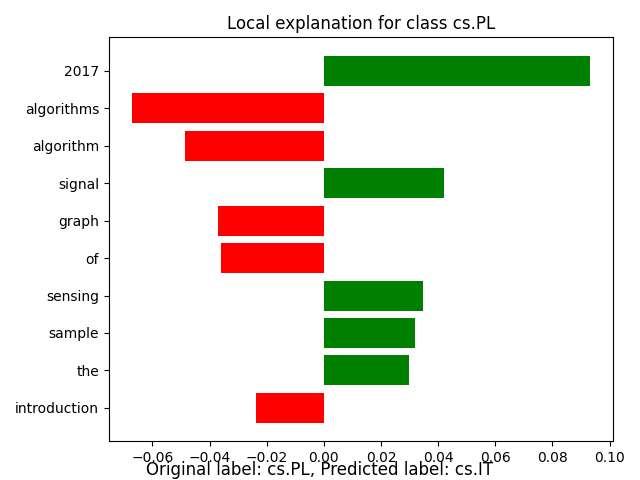 Local explanation for class cs.PL
2017
algorithms
algorithm
signal
graph
of
sensing
sample
the
introduction
−0.06 −0.04 −0.02 0.00 0.02 0.04 0.06 0.08 0.10
Original label: cs.PL, Predicted label: cs.IT